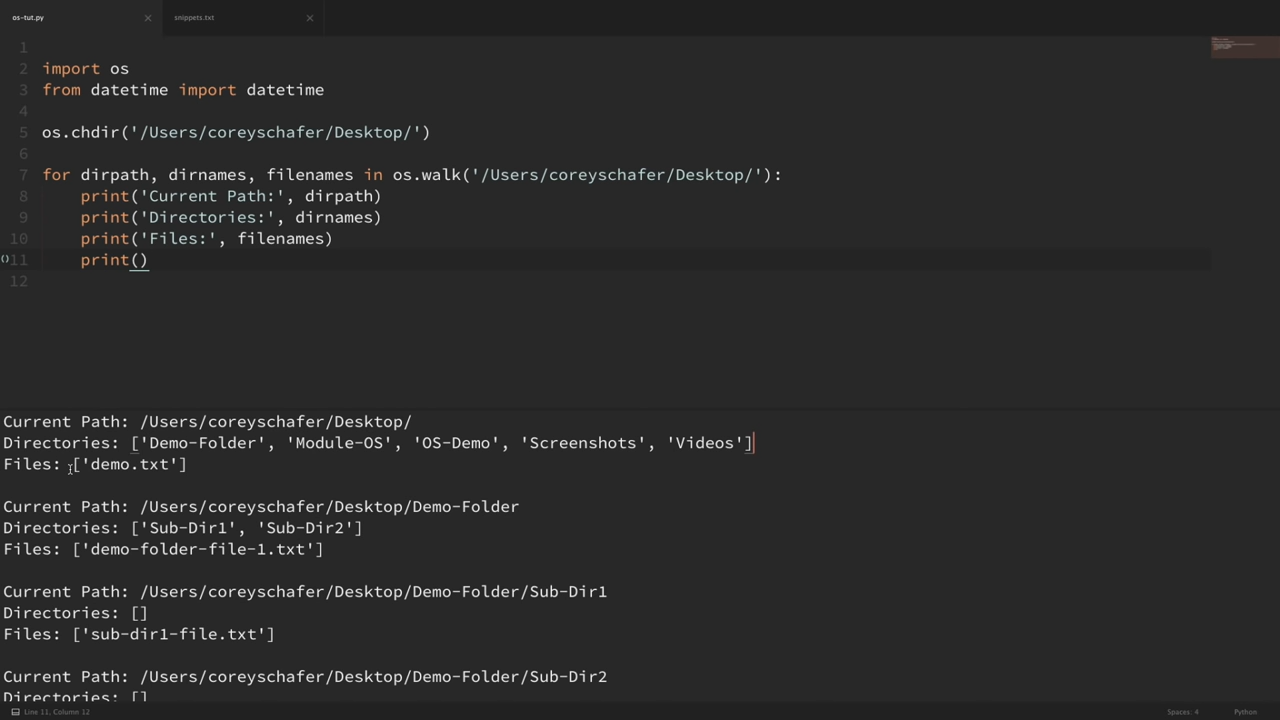 os-tut.py
snippets.txt
1
2 import os
3 from datetime import datetime
4
5 os.chdir('/Users/coreyschafer/Desktop/')
6
7 for dirpath, dirnames, filenames in os.walk('/Users/coreyschafer/Desktop/'):
8     print('Current Path:', dirpath)
9     print('Directories:', dirnames)
10     print('Files:', filenames)
()11     print()
12
Current Path: /Users/coreyschafer/Desktop/
Directories: ['Demo-Folder', 'Module-OS', 'OS-Demo', 'Screenshots', 'Videos']
Files: ['demo.txt']
Current Path: /Users/coreyschafer/Desktop/Demo-Folder
Directories: ['Sub-Dir1', 'Sub-Dir2']
Files: ['demo-folder-file-1.txt']
Current Path: /Users/coreyschafer/Desktop/Demo-Folder/Sub-Dir1
Directories: []
Files: ['sub-dir1-file.txt']
Current Path: /Users/coreyschafer/Desktop/Demo-Folder/Sub-Dir2
Directories: []
Line 11, Column 12
Spaces: 4
Python